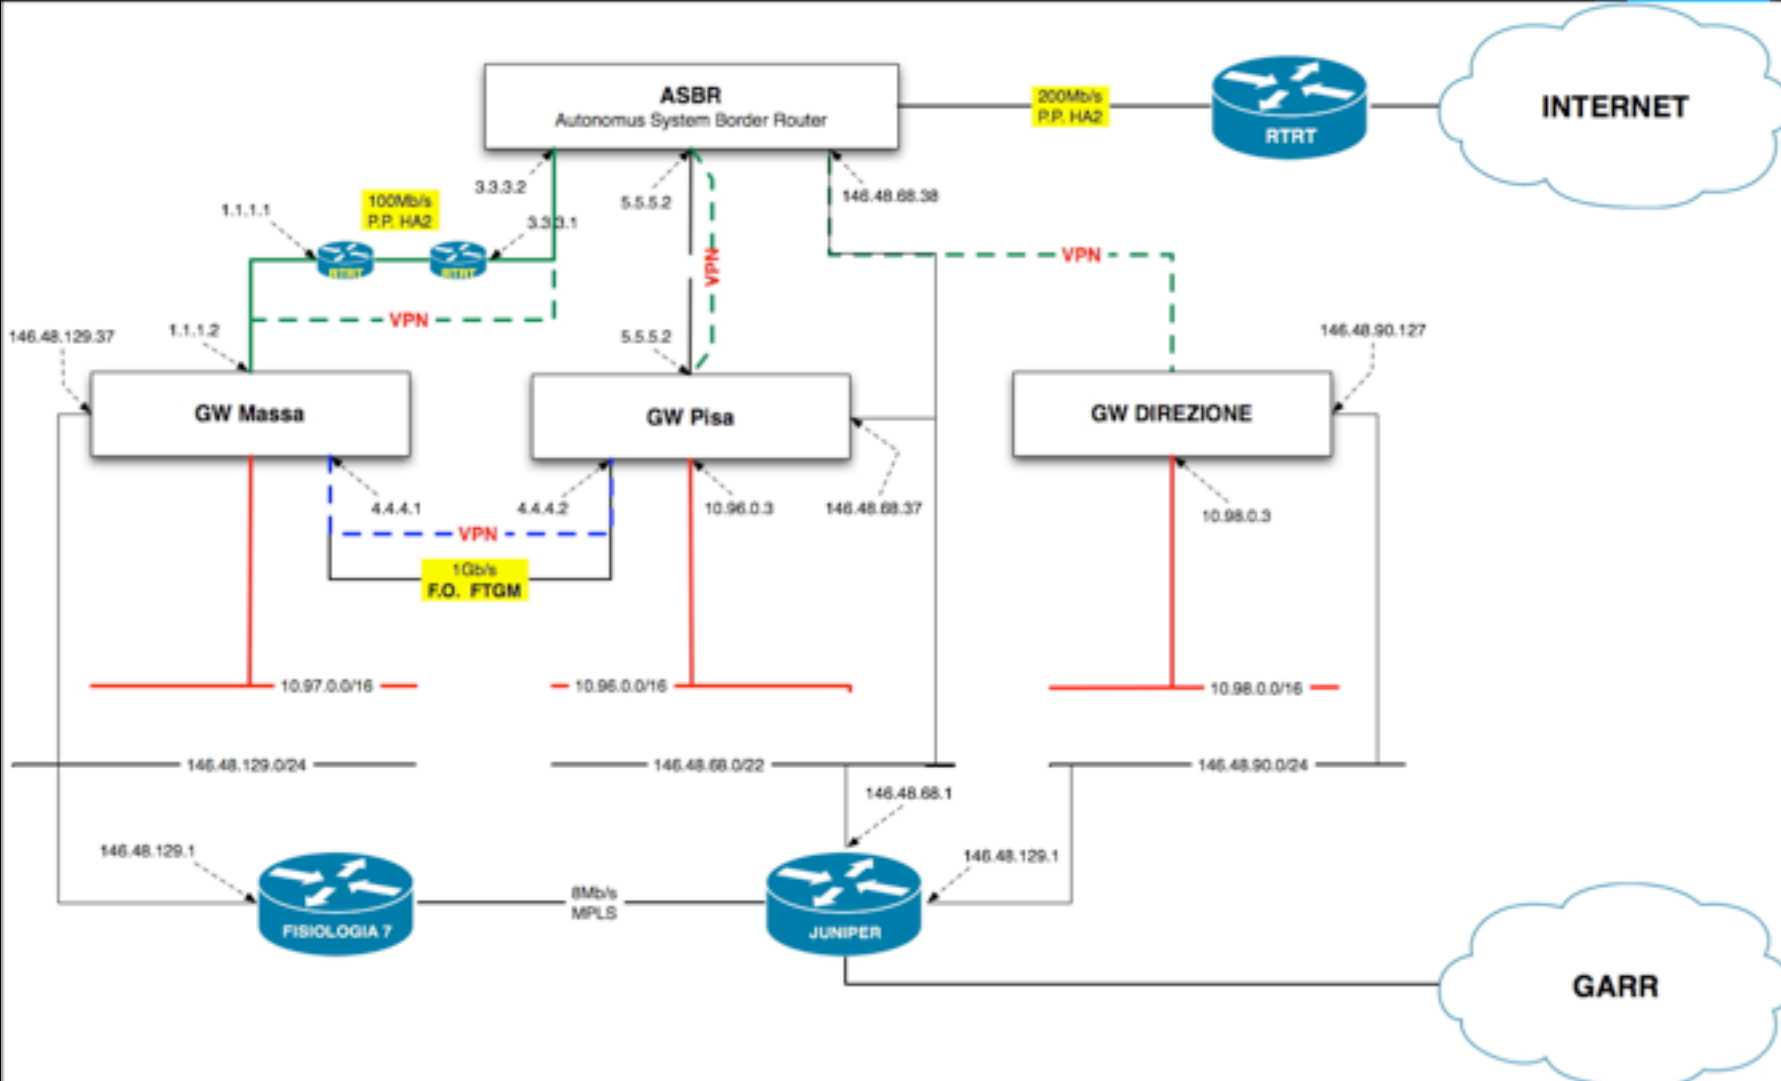 ASBR
Autonomus System Border Router
200Mb/s
P.P. HA2
RTRT
INTERNET
3.3.3.2
5.5.5.2
146.48.68.38
100Mb/s
P.P. HA2
1.1.1.1
3.3.3.1
RTRT
RTRT
VPN
VPN
VPN
146.48.129.37
1.1.1.2
5.5.5.2
146.48.90.127
GW Massa
GW Pisa
GW DIREZIONE
4.4.4.1
4.4.4.2
10.96.0.3
146.48.68.37
10.98.0.3
VPN
1Gb/s
F.O. FTGM
10.97.0.0/16
10.96.0.0/16
10.98.0.0/16
146.48.129.0/24
146.48.68.0/22
146.48.90.0/24
146.48.68.1
146.48.129.1
146.48.129.1
8Mb/s
MPLS
FISIOLOGIA 7
JUNIPER
GARR